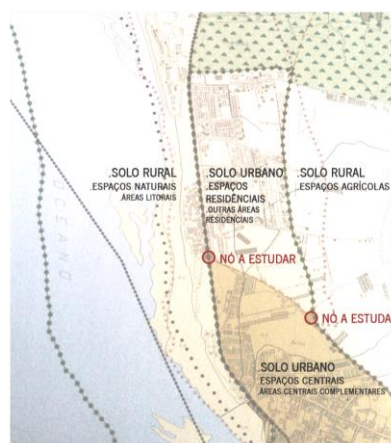 .SOLO RURAL
.ESPAÇOS NATURAIS
.ÁREAS LITORAIS
.SOLO URBANO
.ESPAÇOS
RESIDÊNCIAIS
.OUTRAS ÁREAS
RESIDÊNCIAIS
.SOLO RURAL
.ESPAÇOS AGRÍCOLAS
OCEANO
NÓ A ESTUDAR
NÓ A ESTUDA
.SOLO URBANO
ESPAÇOS CENTRAIS
.ÁREAS CENTRAIS COMPLEMENTARES